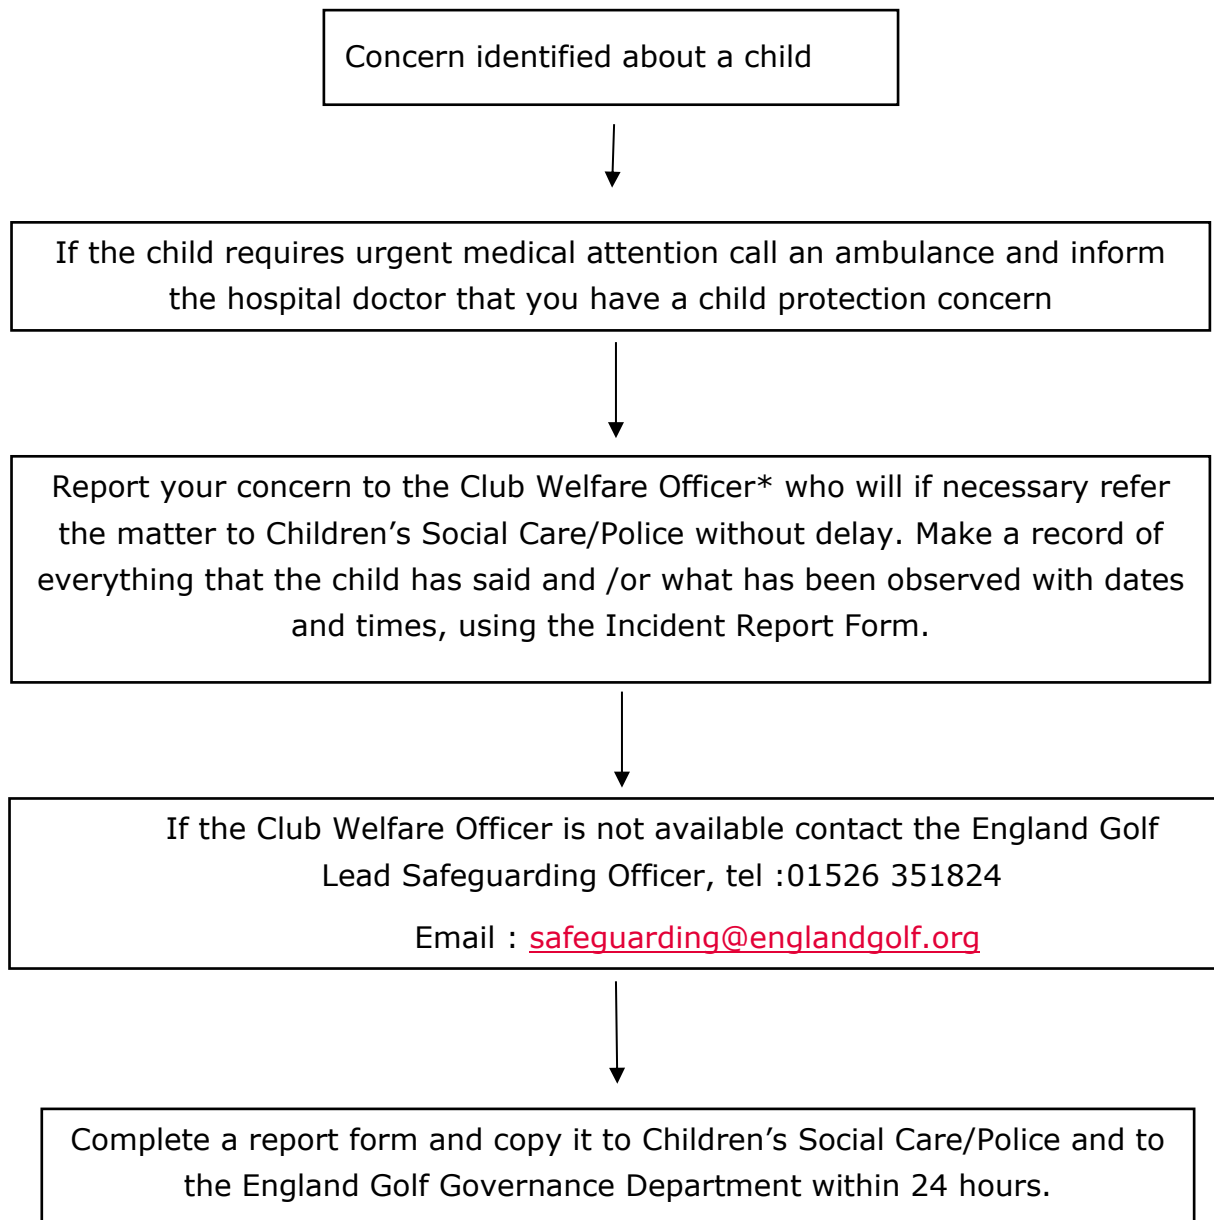 Concern identified about a child
If the child requires urgent medical attention call an ambulance and inform
the hospital doctor that you have a child protection concern
Report your concern to the Club Welfare Officer* who will if necessary refer
the matter to Children’s Social Care/Police without delay. Make a record of
everything that the child has said and /or what has been observed with dates
and times, using the Incident Report Form.
If the Club Welfare Officer is not available contact the England Golf
Lead Safeguarding Officer, tel :01526 351824
Email : safeguarding@englandgolf.org
Complete a report form and copy it to Children’s Social Care/Police and to
the England Golf Governance Department within 24 hours.